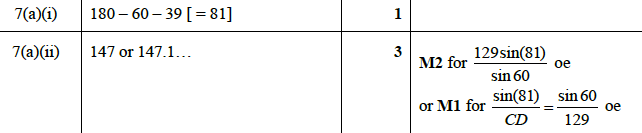 7(a)(i) 180 – 60 – 39 [ = 81] 1
7(a)(ii) 147 or 147.1… 3 M2 for 129sin(81) / sin 60 oe
or M1 for sin(81) / CD = sin 60 / 129 oe